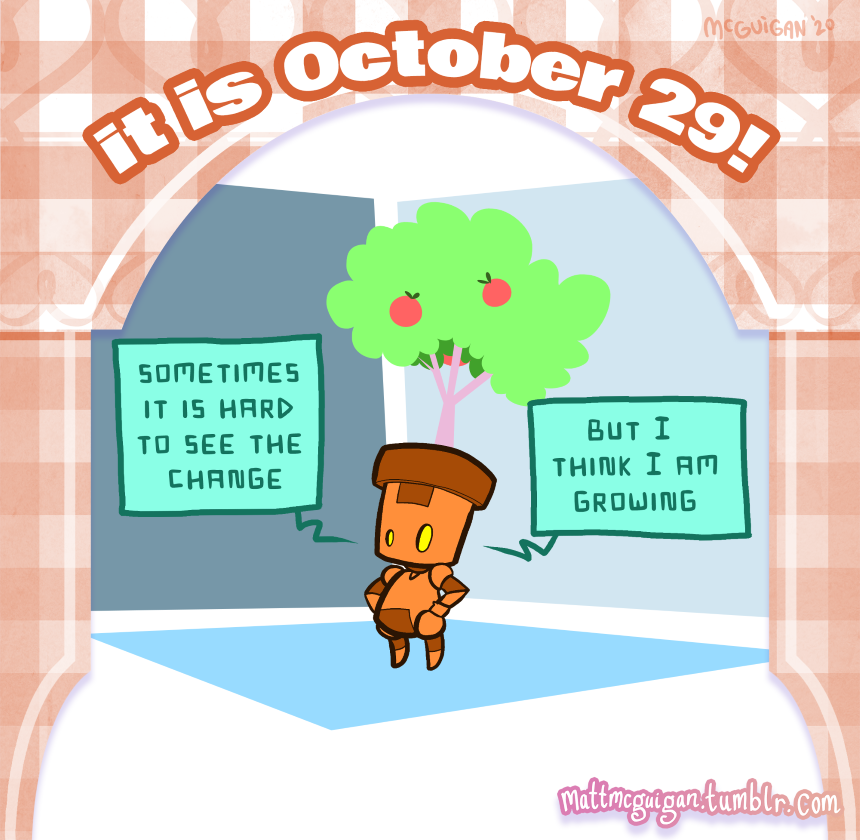 McGUiGAN '20
it is October 29!
SOMETIMES
IT IS HARD
TO SEE THE
CHANGE
BUT I
THINK I AM
GROWING
mattmcguigan.tumblr.com